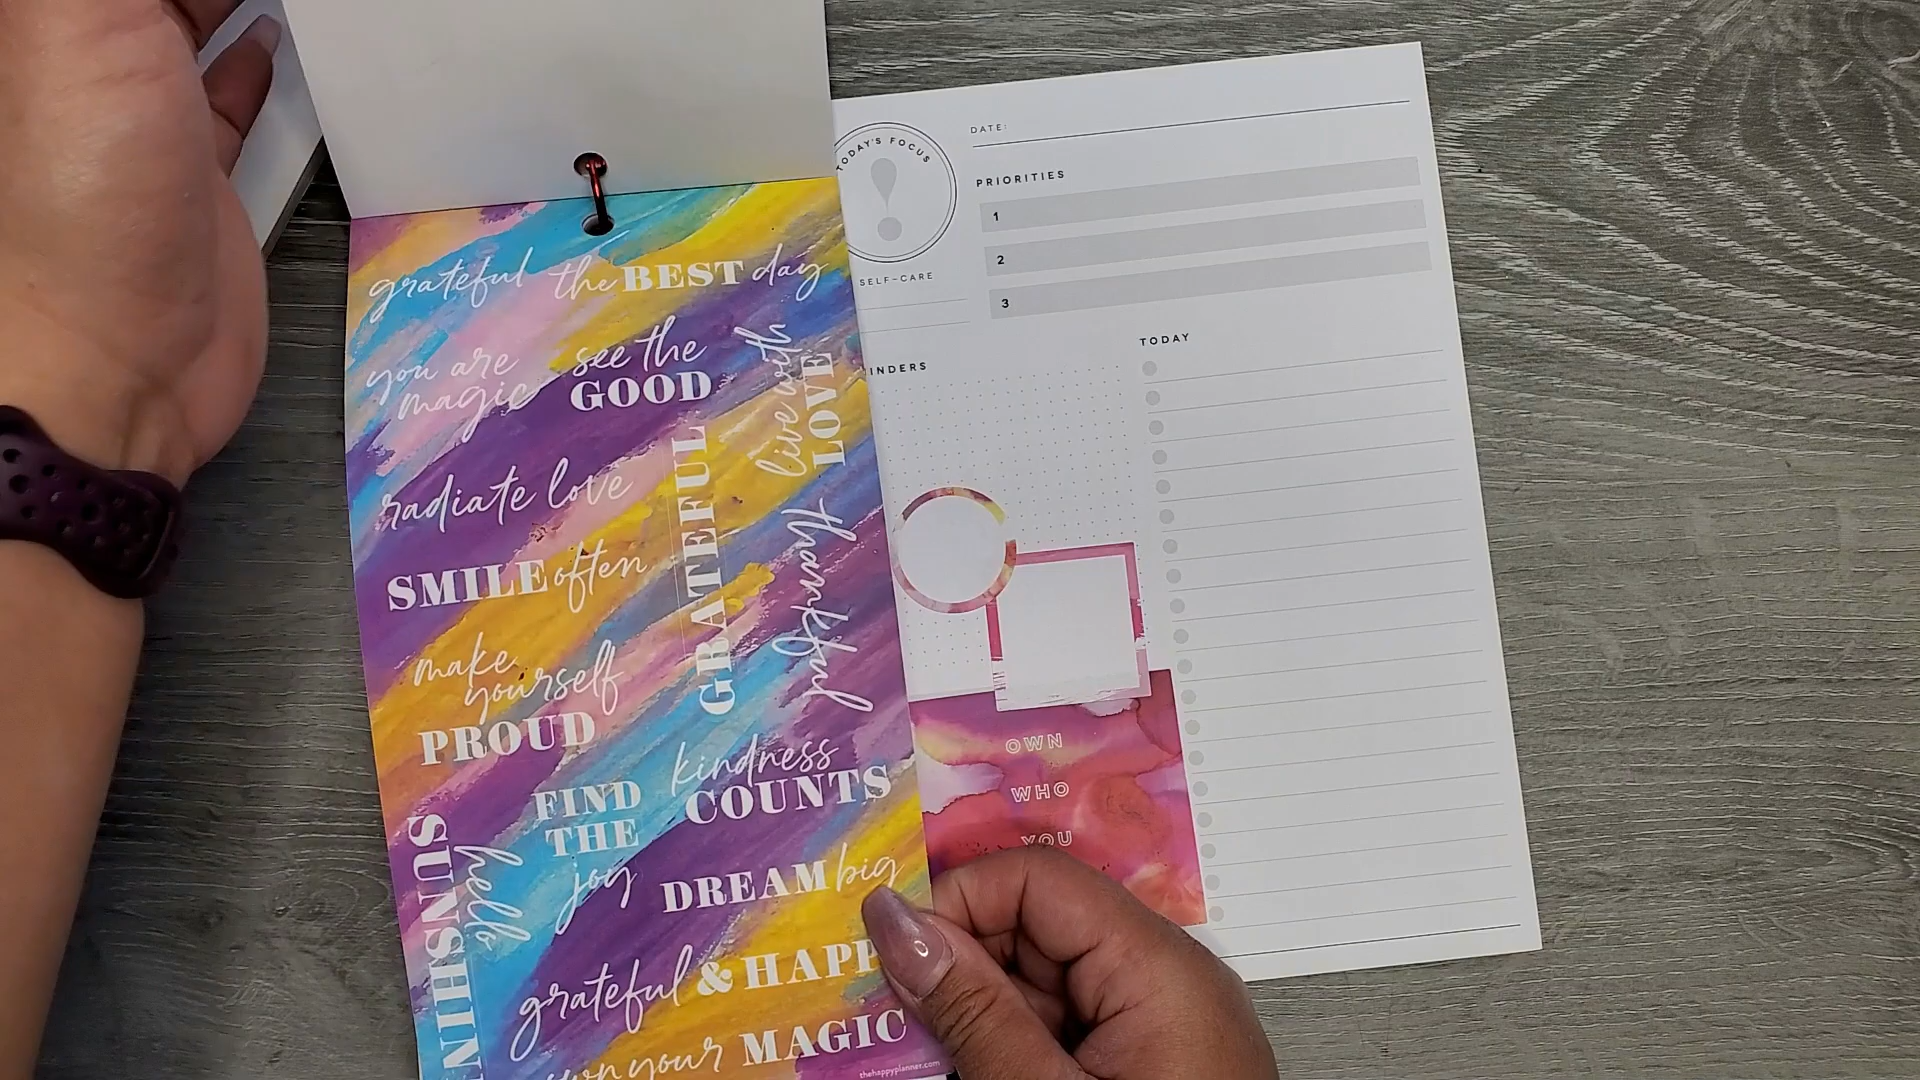 grateful the BEST day
you are
magic
see the
GOOD
live with
LOVE
radiate love
GRATEFUL
thankful
SMILE often
make
yourself
PROUD
kindness
COUNTS
FIND
THE
joy
hello
DREAM big
grateful & HAPP
your MAGIC
thehappyplanner.com
TODAY'S FOCUS
SELF-CARE
DATE:
PRIORITIES
1
2
3
INDERS
TODAY
OWN
WHO
YOU